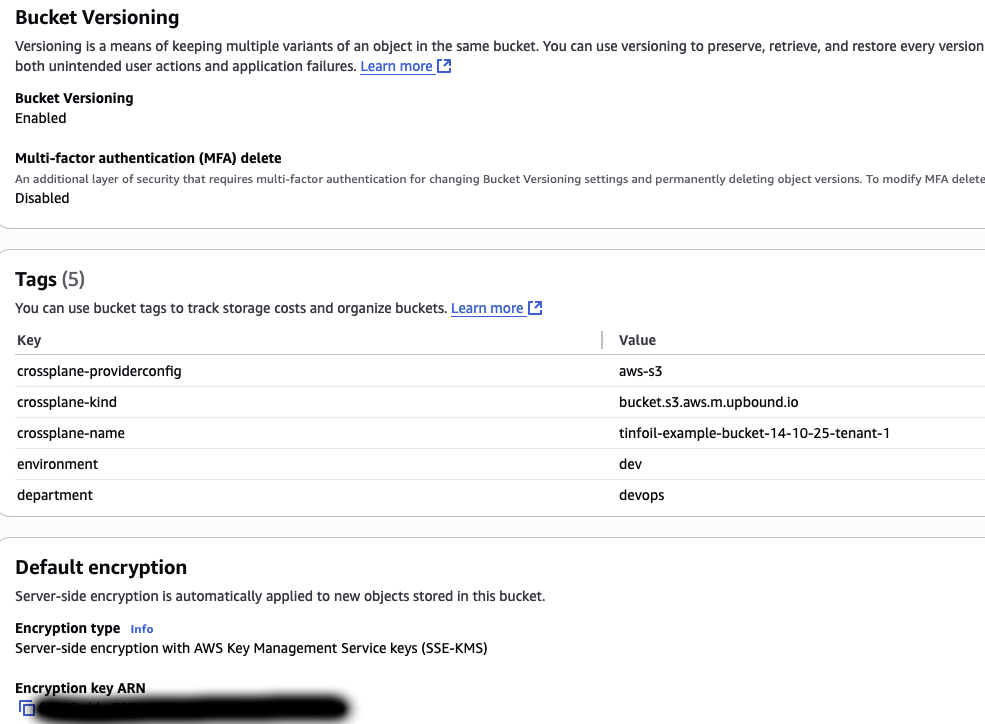 Bucket Versioning
Versioning is a means of keeping multiple variants of an object in the same bucket. You can use versioning to preserve, retrieve, and restore every version
both unintended user actions and application failures. Learn more
Bucket Versioning
Enabled
Multi-factor authentication (MFA) delete
An additional layer of security that requires multi-factor authentication for changing Bucket Versioning settings and permanently deleting object versions. To modify MFA delete
Disabled
Tags (5)
You can use bucket tags to track storage costs and organize buckets. Learn more
Key Value
crossplane-providerconfig aws-s3
crossplane-kind bucket.s3.aws.m.upbound.io
crossplane-name tinfoil-example-bucket-14-10-25-tenant-1
environment dev
department devops
Default encryption
Server-side encryption is automatically applied to new objects stored in this bucket.
Encryption type Info
Server-side encryption with AWS Key Management Service keys (SSE-KMS)
Encryption key ARN